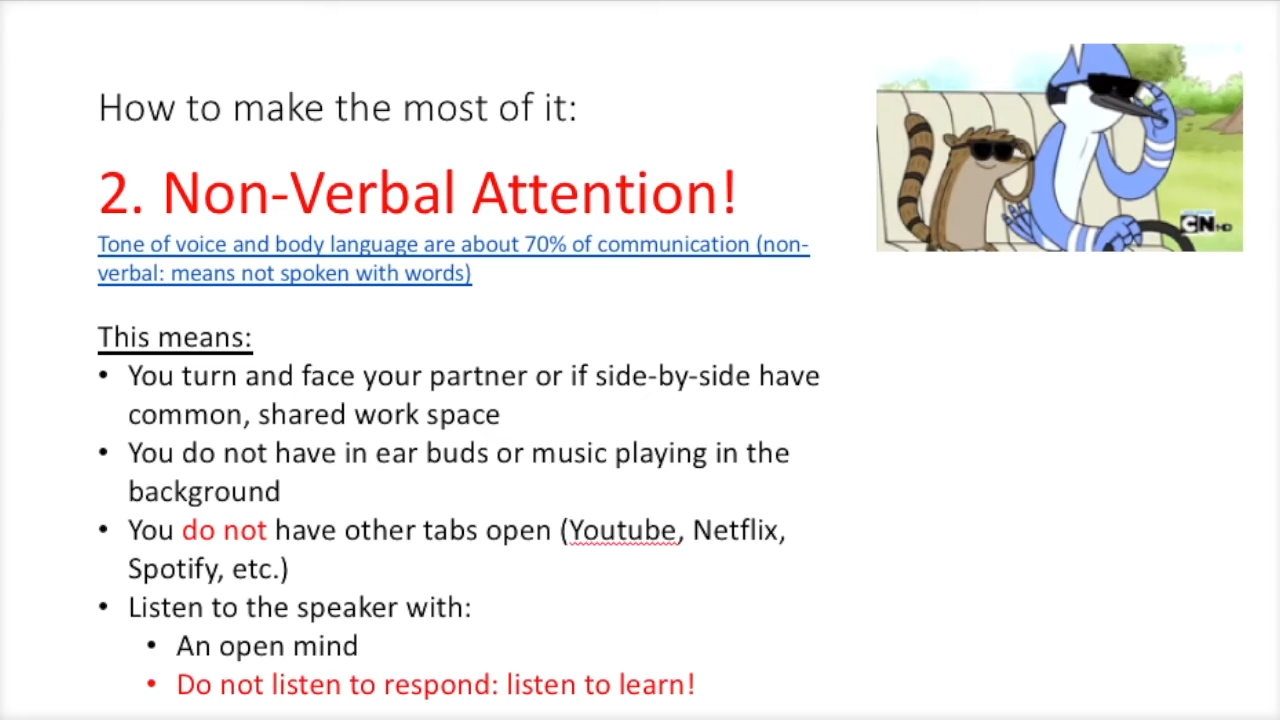 How to make the most of it:
2. Non-Verbal Attention!
Tone of voice and body language are about 70% of communication (non-
verbal: means not spoken with words)
This means:
• You turn and face your partner or if side-by-side have
common, shared work space
• You do not have in ear buds or music playing in the
background
• You do not have other tabs open (Youtube, Netflix,
Spotify, etc.)
• Listen to the speaker with:
• An open mind
• Do not listen to respond: listen to learn!
CN HD